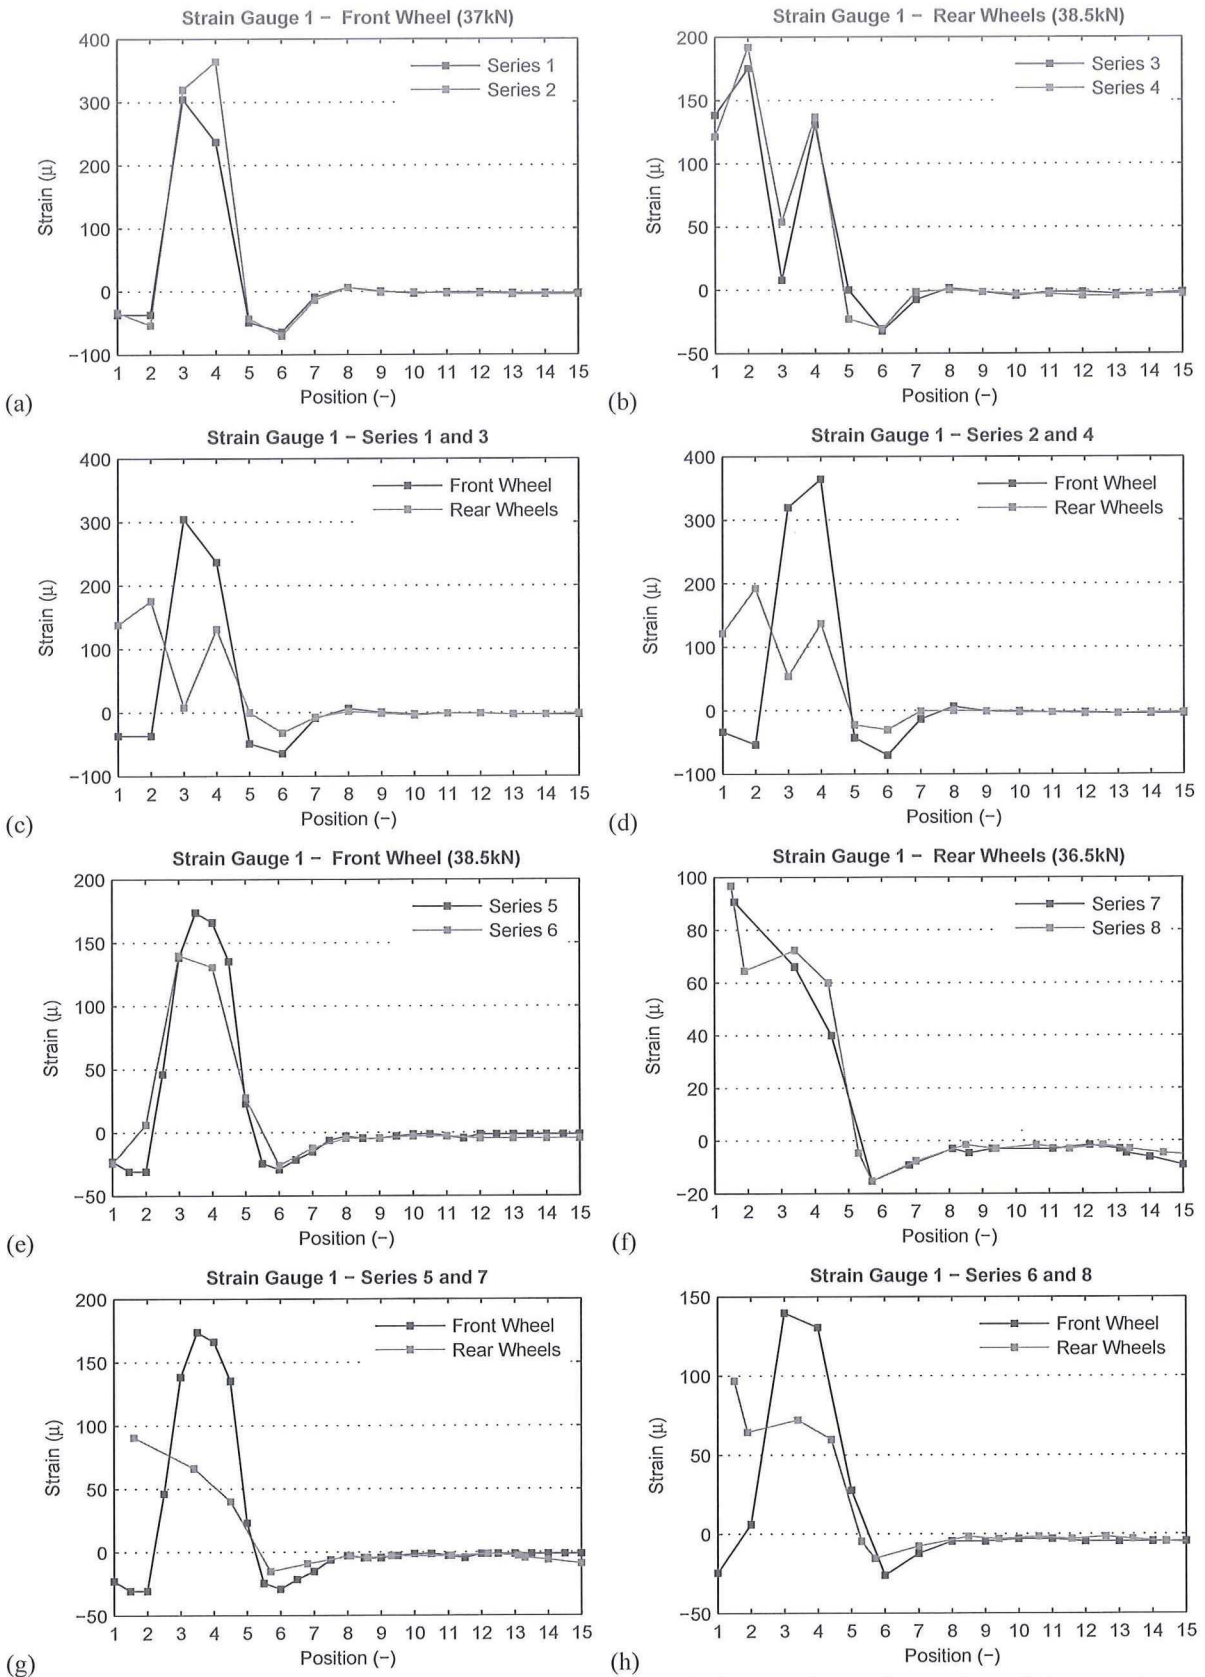 Strain Gauge 1 – Front Wheel (37kN)
400
300
200
100
0
−100
Strain (μ)
Series 1
Series 2
1 2 3 4 5 6 7 8 9 10 11 12 13 14 15
Position (−)
(a)
Strain Gauge 1 – Rear Wheels (38.5kN)
200
150
100
50
0
−50
Strain (μ)
Series 3
Series 4
1 2 3 4 5 6 7 8 9 10 11 12 13 14 15
Position (−)
(b)
Strain Gauge 1 – Series 1 and 3
400
300
200
100
0
−100
Strain (μ)
Front Wheel
Rear Wheels
1 2 3 4 5 6 7 8 9 10 11 12 13 14 15
Position (−)
(c)
Strain Gauge 1 – Series 2 and 4
400
300
200
100
0
−100
Strain (μ)
Front Wheel
Rear Wheels
1 2 3 4 5 6 7 8 9 10 11 12 13 14 15
Position (−)
(d)
Strain Gauge 1 – Front Wheel (38.5kN)
200
150
100
50
0
−50
Strain (μ)
Series 5
Series 6
1 2 3 4 5 6 7 8 9 10 11 12 13 14 15
Position (−)
(e)
Strain Gauge 1 – Rear Wheels (36.5kN)
100
80
60
40
20
0
−20
Strain (μ)
Series 7
Series 8
1 2 3 4 5 6 7 8 9 10 11 12 13 14 15
Position (−)
(f)
Strain Gauge 1 – Series 5 and 7
200
150
100
50
0
−50
Strain (μ)
Front Wheel
Rear Wheels
1 2 3 4 5 6 7 8 9 10 11 12 13 14 15
Position (−)
(g)
Strain Gauge 1 – Series 6 and 8
150
100
50
0
−50
Strain (μ)
Front Wheel
Rear Wheels
1 2 3 4 5 6 7 8 9 10 11 12 13 14 15
Position (−)
(h)